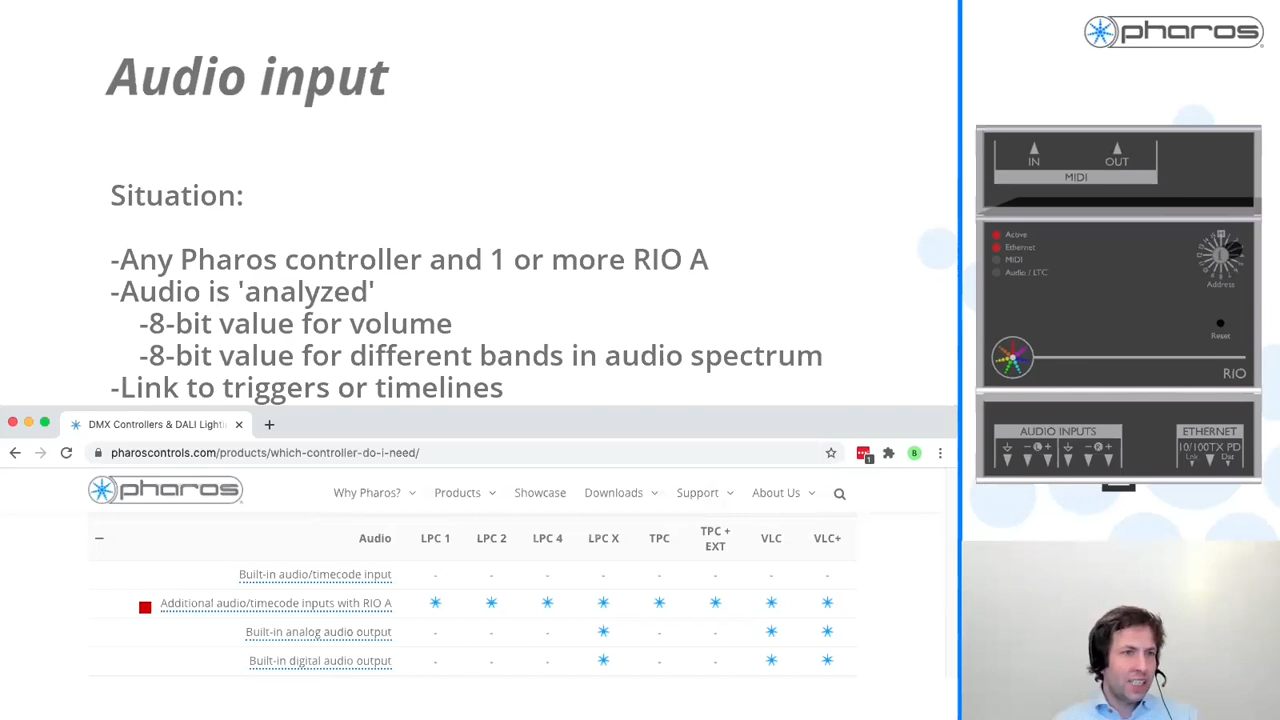 Audio input
pharos
Situation:
-Any Pharos controller and 1 or more RIO A
-Audio is 'analyzed'
-8-bit value for volume
-8-bit value for different bands in audio spectrum
-Link to triggers or timelines
IN OUT
MIDI
Active
Ethernet
MIDI
Audio / LTC
Address
Reset
RIO
AUDIO INPUTS ETHERNET
- L + - R + 10/100TX PD
Lnk Dat
DMX Controllers & DALI Lighti
pharoscontrols.com/products/which-controller-do-i-need/
1 B
pharos Why Pharos? Products Showcase Downloads Support About Us
Audio LPC 1 LPC 2 LPC 4 LPC X TPC TPC + EXT VLC VLC+
Built-in audio/timecode input - - - - - - - -
Additional audio/timecode inputs with RIO A
Built-in analog audio output - - - - -
Built-in digital audio output - - - - -